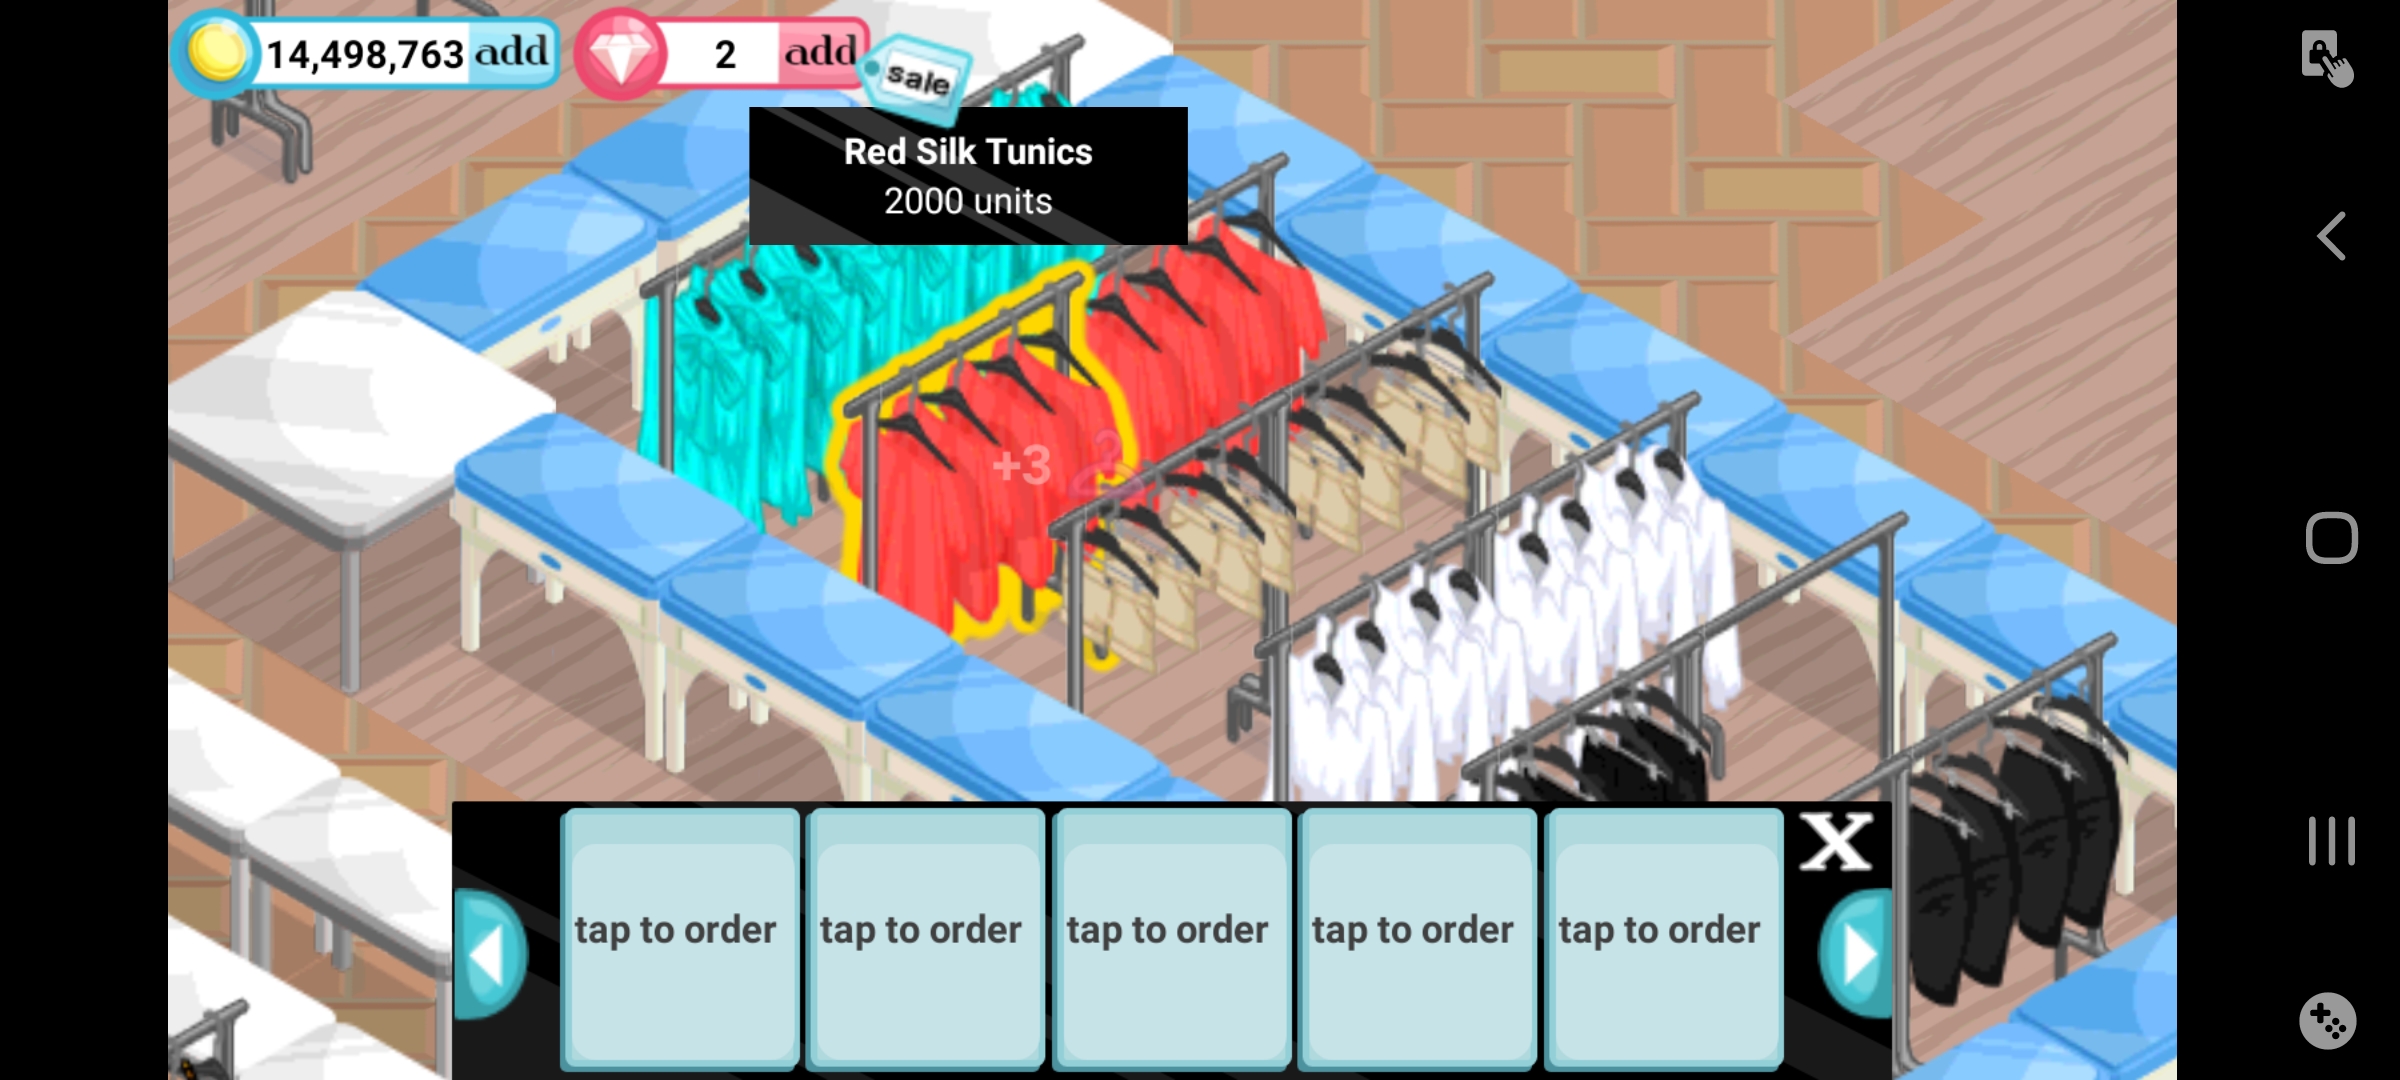 14,498,763 add
2 add
sale
Red Silk Tunics
2000 units
+3
tap to order
tap to order
tap to order
tap to order
tap to order
X